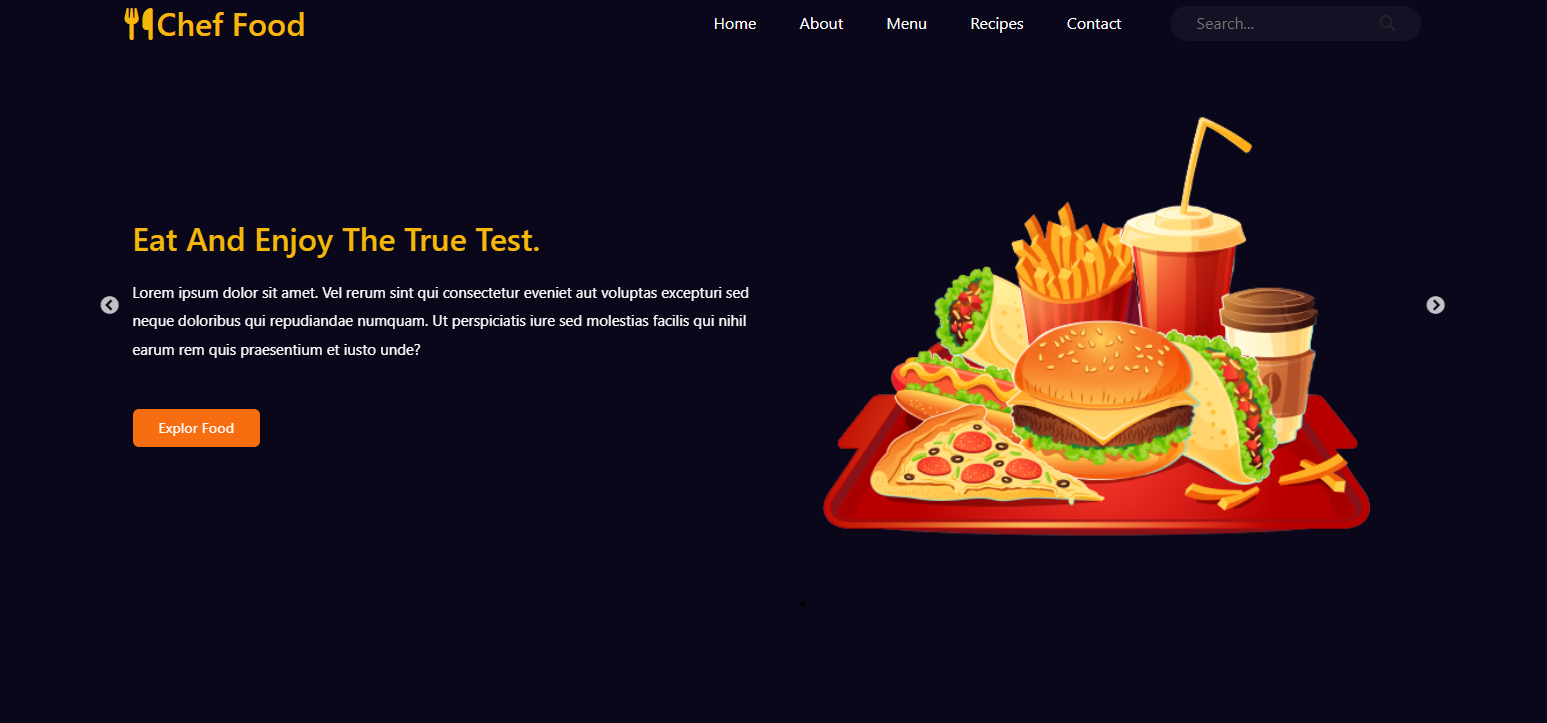 Chef Food
Home About Menu Recipes Contact Search...
Eat And Enjoy The True Test.
Lorem ipsum dolor sit amet. Vel rerum sint qui consectetur eveniet aut voluptas excepturi sed
neque doloribus qui repudiandae numquam. Ut perspiciatis iure sed molestias facilis qui nihil
earum rem quis praesentium et iusto unde?
Explor Food